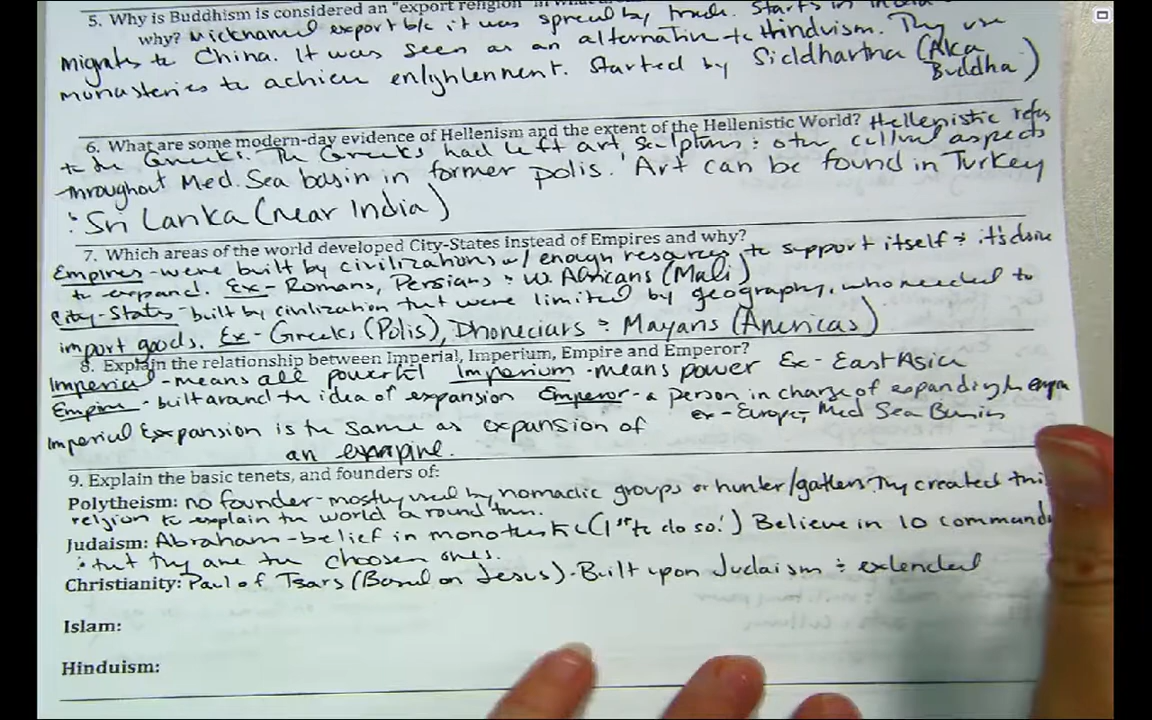 5. Why is Buddhism is considered an "export religion" in what
why? Nicknamed export b/c it was spread by trade. Starts in India
migrates to China. It was seen as an alternative to Hinduism. They use
monasteries to achieve enlyhlennent. Started by Siddhartha (Aka
Buddha)
6. What are some modern-day evidence of Hellenism and the extent of the Hellenistic World? Hellenistic refers
to the Greeks. The Greeks had left art, sculptures : other cultural aspects
throughout Med. Sea basin in former polis. Art can be found in Turkey
: Sri Lanka (near India)
7. Which areas of the world developed City-States instead of Empires and why?
Empires - were built by civilizations w/ enough resources to support itself : it's desire
to expand. Ex - Romans, Persians : W. Africans (Mali)
City-States - built by civilization that were limited by geography, who needed to
import goods. Ex - Greeks (Polis), Phoneciars : Mayans (Americas)
8. Explain the relationship between Imperial, Imperium, Empire and Emperor?
Imperial - means all powerful Imperium - means power Ex - East Asia
Empire - built around the idea of expansion Emperor - a person in charge of expanding the empire
ex - Europe, Med Sea Basin
Imperial Expansion is the same as expansion of
an empire.
9. Explain the basic tenets, and founders of:
Polytheism: no founder - mostly used by nomadic groups or hunter/gathers. They created this
religion to explain the world around them.
Judaism: Abraham - belief in monotheistic (1st to do so!) Believe in 10 commands
: that they are the choosen ones.
Christianity: Paul of Tsars (Based on Jesus) - Built upon Judaism : extended
Islam:
Hinduism: